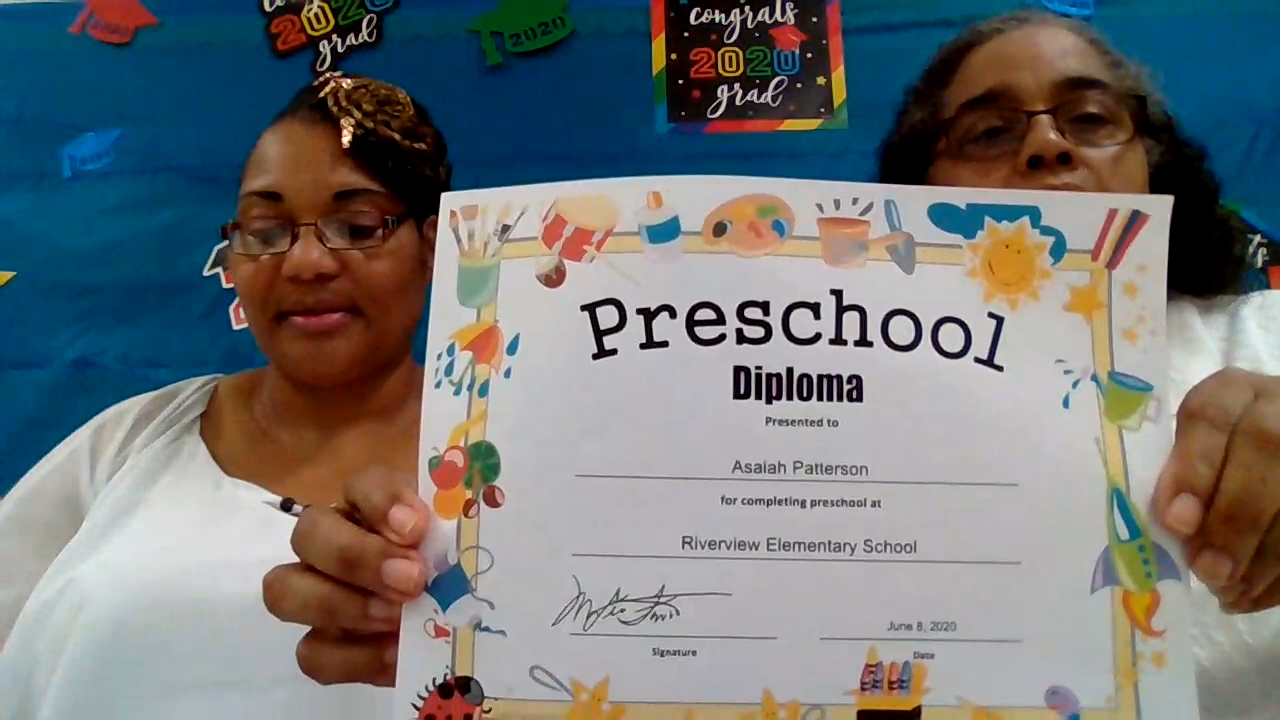 2020
grad
2020
congrats
2020
grad
Preschool
Diploma
Presented to
Asaiah Patterson
for completing preschool at
Riverview Elementary School
June 8, 2020
Signature
Date